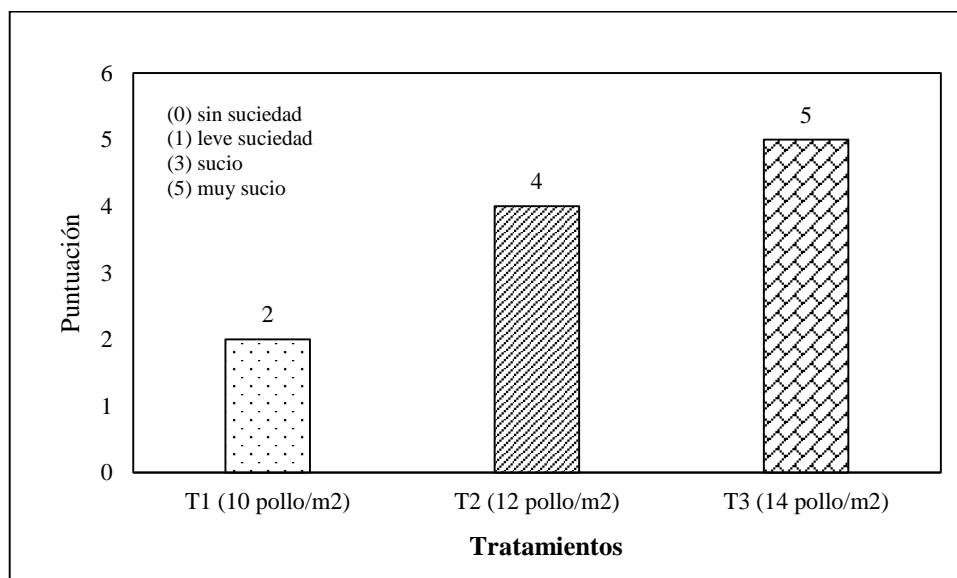 6
5
4
3
2
1
0
Puntuación
(0) sin suciedad
(1) leve suciedad
(3) sucio
(5) muy sucio
2
4
5
T1 (10 pollo/m2)
T2 (12 pollo/m2)
T3 (14 pollo/m2)
Tratamientos